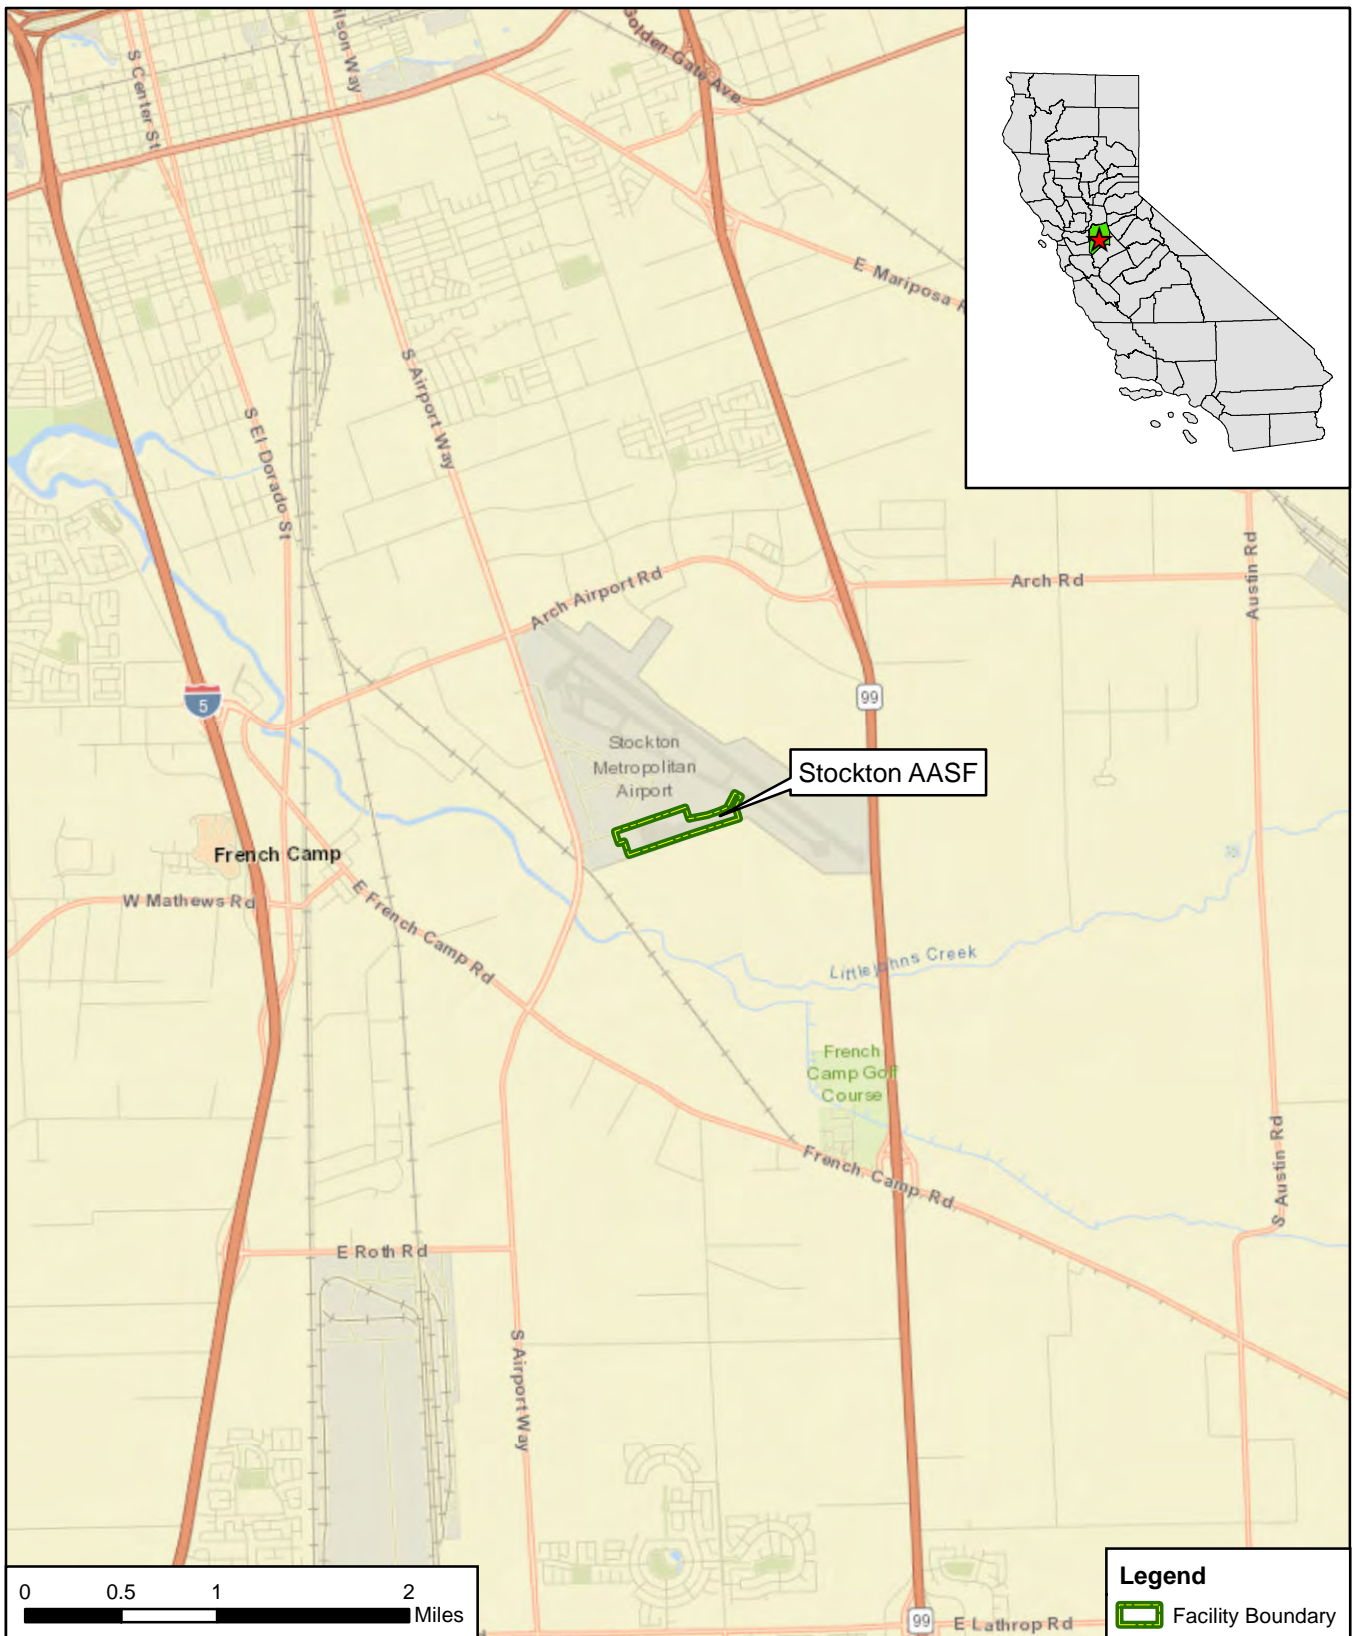 S Center St
ilson Way
Golden Gate Ave
E Mariposa R
S Airport Way
S El Dorado St
Arch Airport Rd
Arch Rd
Austin Rd
5
99
Stockton
Metropolitan
Airport
Stockton AASF
French Camp
W Mathews Rd
E French Camp Rd
Littlejohns Creek
French
Camp Golf
Course
French Camp Rd
S Austin Rd
E Roth Rd
S Airport Way
0 0.5 1 2
Miles
99
E Lathrop Rd
Legend
Facility Boundary